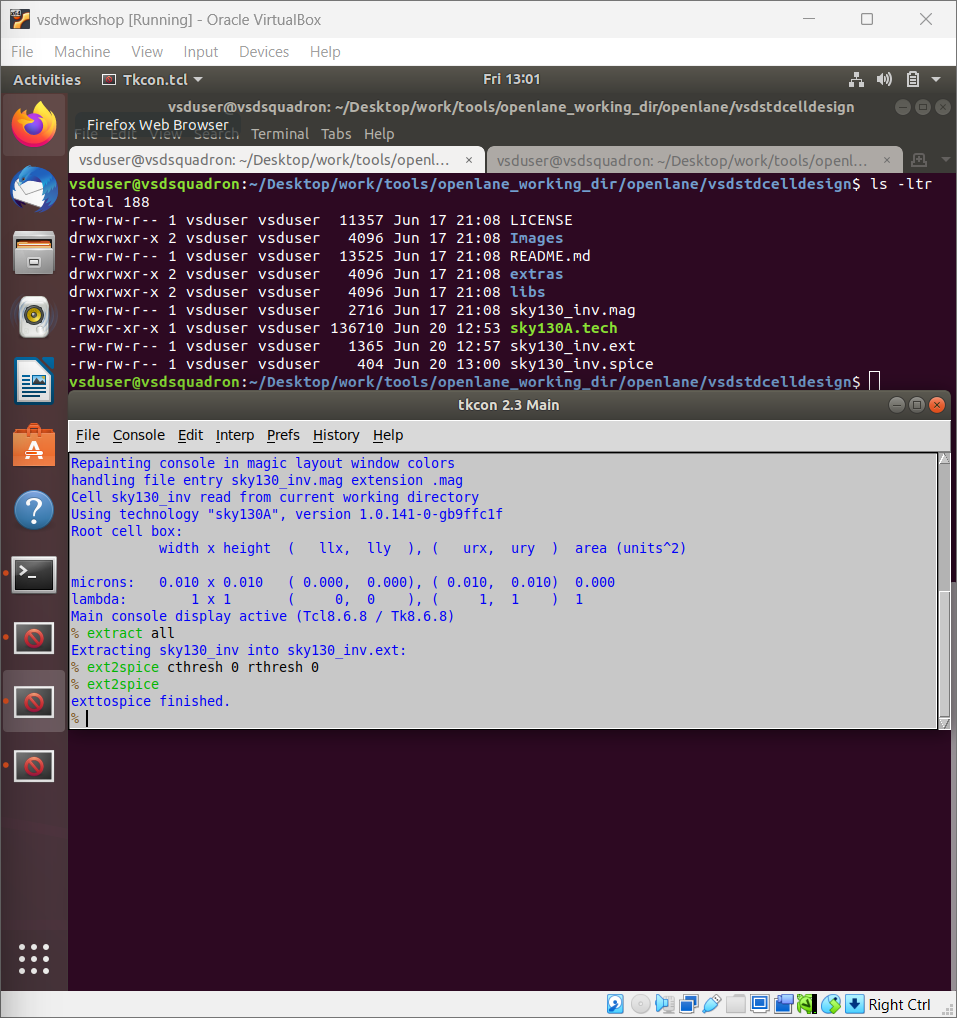 vsdworkshop [Running] - Oracle VirtualBox
File Machine View Input Devices Help
Activities Tkcon.tcl Fri 13:01
vsduser@vsdsquadron: ~/Desktop/work/tools/openlane_working_dir/openlane/vsdstdcelldesign
Firefox Web Browser
File Edit View Search Terminal Tabs Help
vsduser@vsdsquadron: ~/Desktop/work/tools/openl... × vsduser@vsdsquadron: ~/Desktop/work/tools/openl... ×
vsduser@vsdsquadron:~/Desktop/work/tools/openlane_working_dir/openlane/vsdstdcelldesign$ ls -ltr
total 188
-rw-rw-r-- 1 vsduser vsduser 11357 Jun 17 21:08 LICENSE
drwxrwxr-x 2 vsduser vsduser 4096 Jun 17 21:08 Images
-rw-rw-r-- 1 vsduser vsduser 13525 Jun 17 21:08 README.md
drwxrwxr-x 2 vsduser vsduser 4096 Jun 17 21:08 extras
drwxrwxr-x 2 vsduser vsduser 4096 Jun 17 21:08 libs
-rw-rw-r-- 1 vsduser vsduser 2716 Jun 17 21:08 sky130_inv.mag
-rwxr-xr-x 1 vsduser vsduser 136710 Jun 20 12:53 sky130A.tech
-rw-rw-r-- 1 vsduser vsduser 1365 Jun 20 12:57 sky130_inv.ext
-rw-rw-r-- 1 vsduser vsduser 404 Jun 20 13:00 sky130_inv.spice
vsduser@vsdsquadron:~/Desktop/work/tools/openlane_working_dir/openlane/vsdstdcelldesign$
tkcon 2.3 Main
File Console Edit Interp Prefs History Help
Repainting console in magic layout window colors
handling file entry sky130_inv.mag extension .mag
Cell sky130_inv read from current working directory
Using technology "sky130A", version 1.0.141-0-gb9ffc1f
Root cell box:
width x height ( llx, lly ), ( urx, ury ) area (units^2)
microns: 0.010 x 0.010 ( 0.000, 0.000), ( 0.010, 0.010) 0.000
lambda: 1 x 1 ( 0, 0 ), ( 1, 1 ) 1
Main console display active (Tcl8.6.8 / Tk8.6.8)
% extract all
Extracting sky130_inv into sky130_inv.ext:
% ext2spice cthresh 0 rthresh 0
% ext2spice
exttospice finished.
%
Right Ctrl